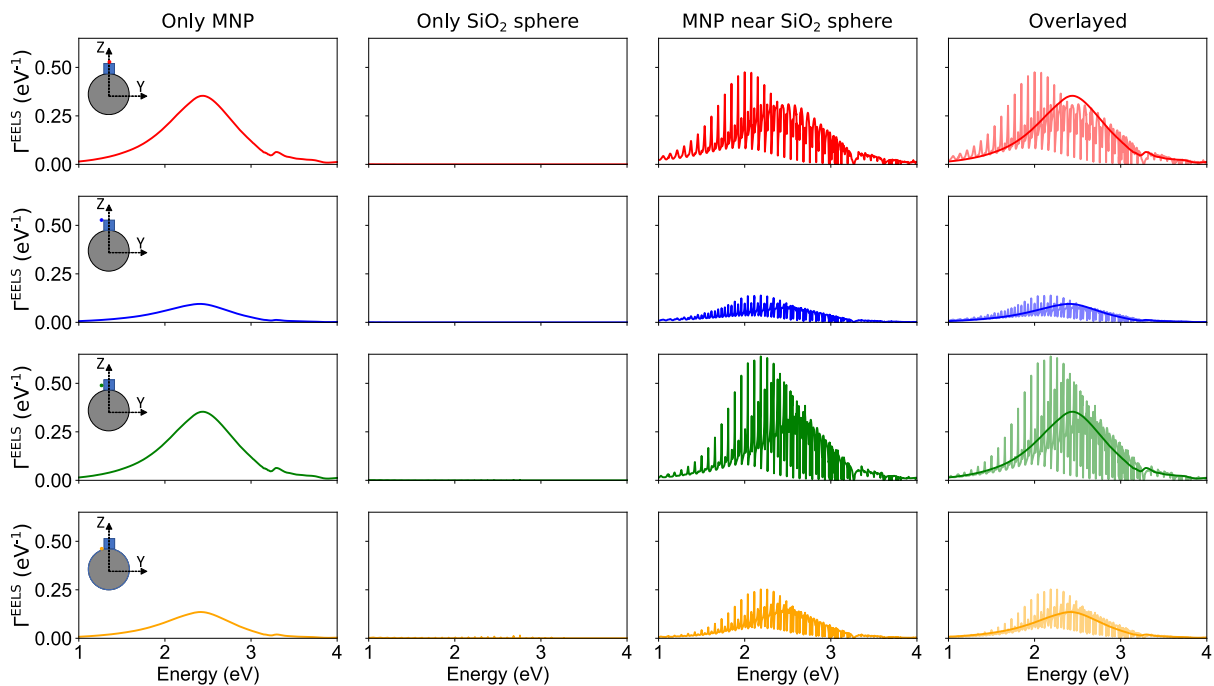 Only MNP
Only SiO₂ sphere
MNP near SiO₂ sphere
Overlayed
Γᴱᴱᴸˢ (eV⁻¹)
0.50
0.25
0.00
Z
Y
Γᴱᴱᴸˢ (eV⁻¹)
0.50
0.25
0.00
Z
Y
Γᴱᴱᴸˢ (eV⁻¹)
0.50
0.25
0.00
Z
Y
Γᴱᴱᴸˢ (eV⁻¹)
0.50
0.25
0.00
Z
Y
1 2 3 4
1 2 3 4
1 2 3 4
1 2 3 4
Energy (eV)
Energy (eV)
Energy (eV)
Energy (eV)